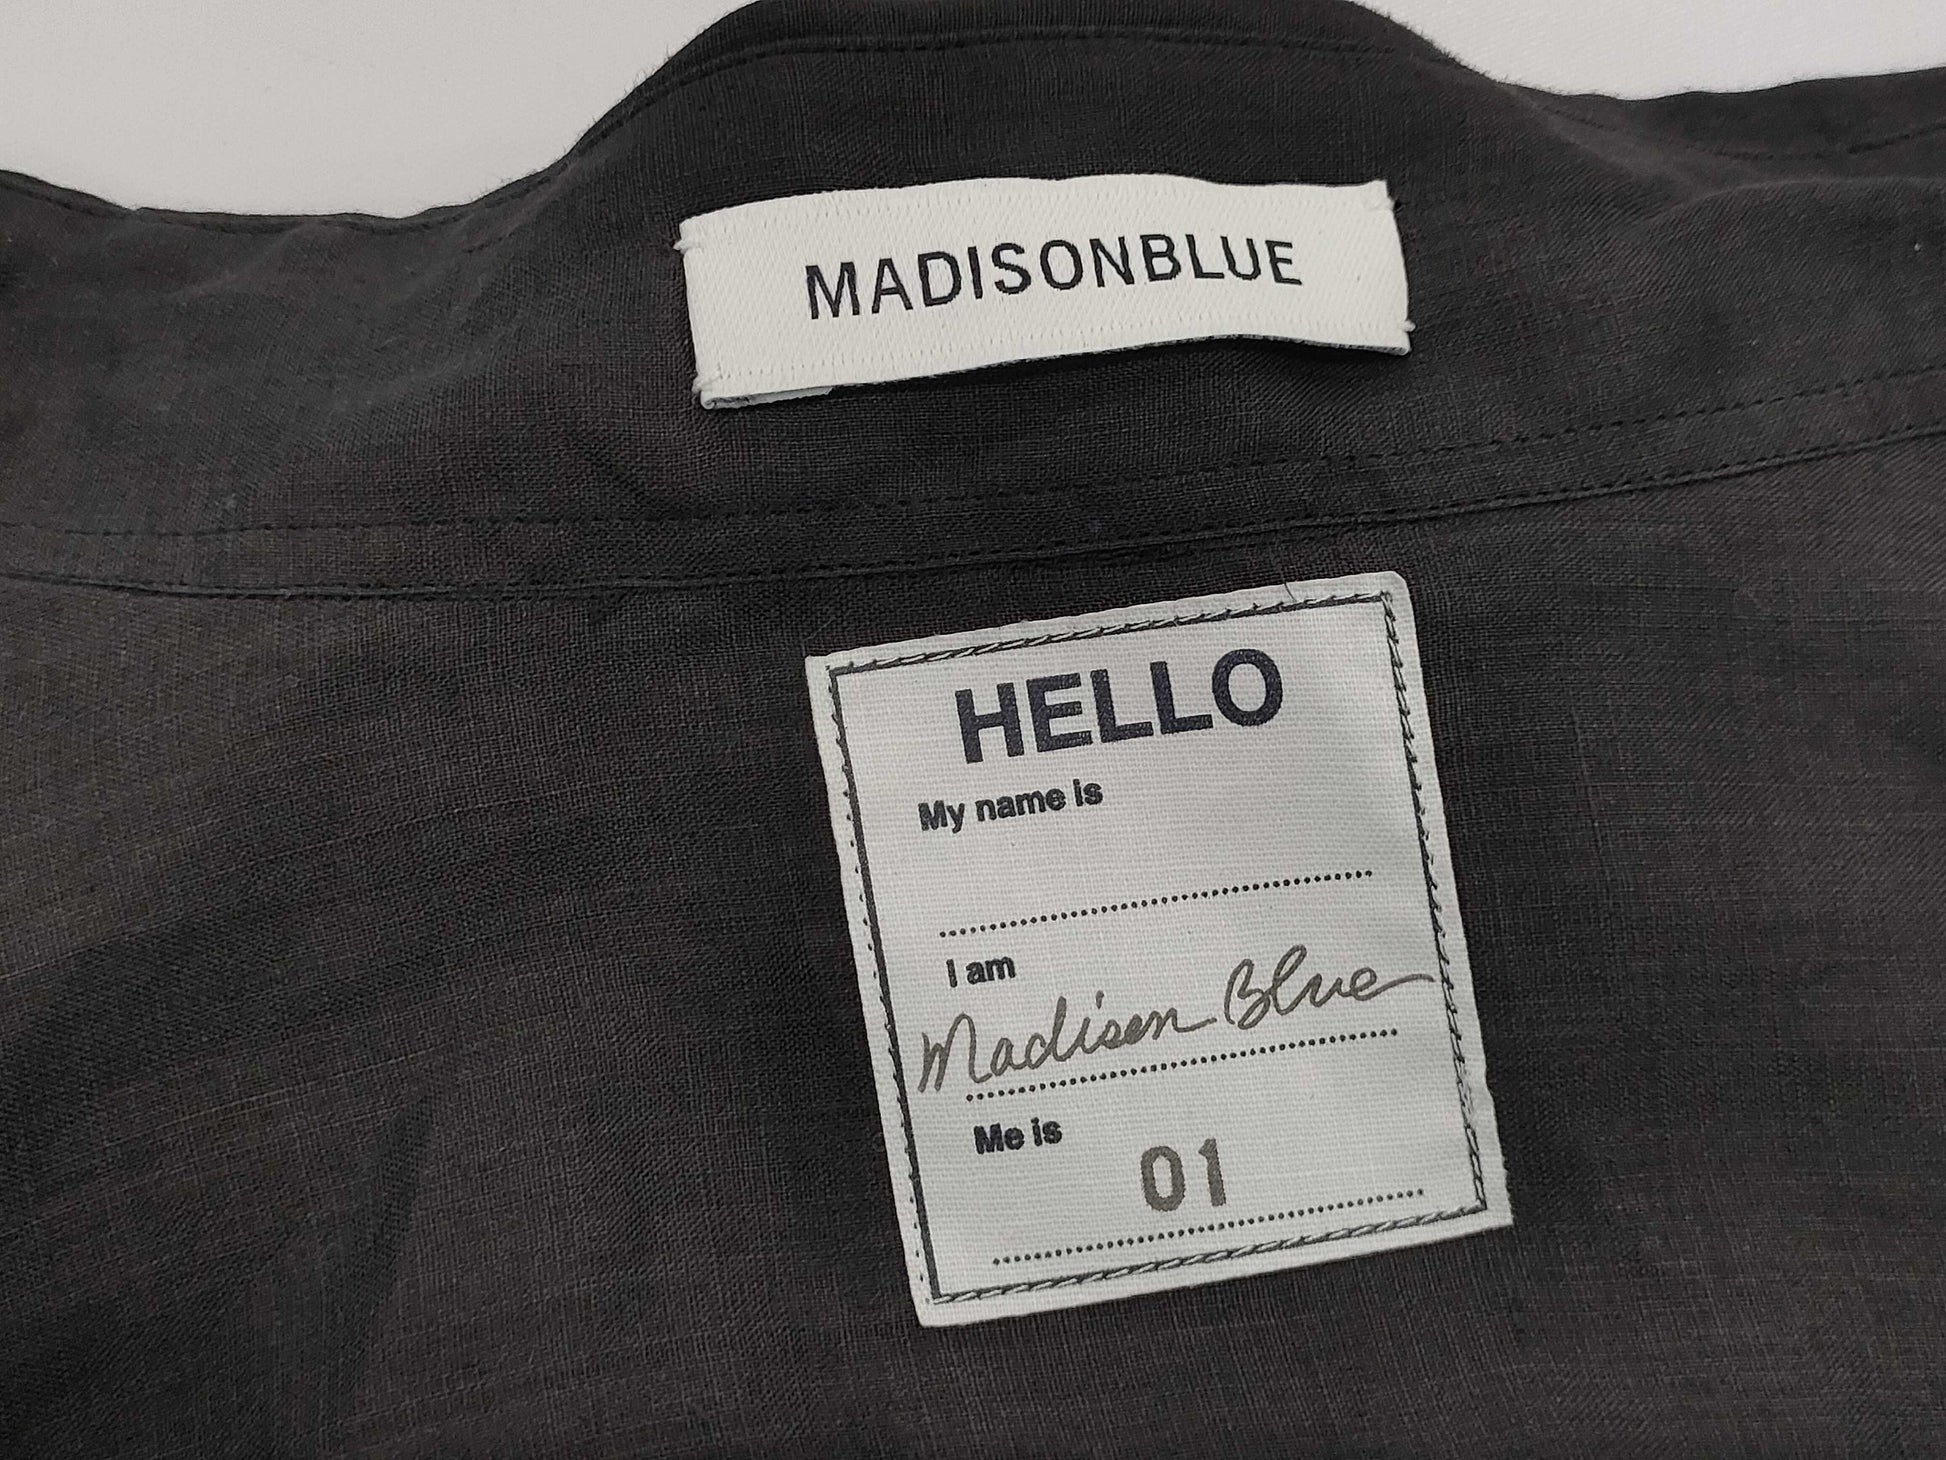 MADISONBLUE
HELLO
My name is
I am
Madison Blue
Me is
01